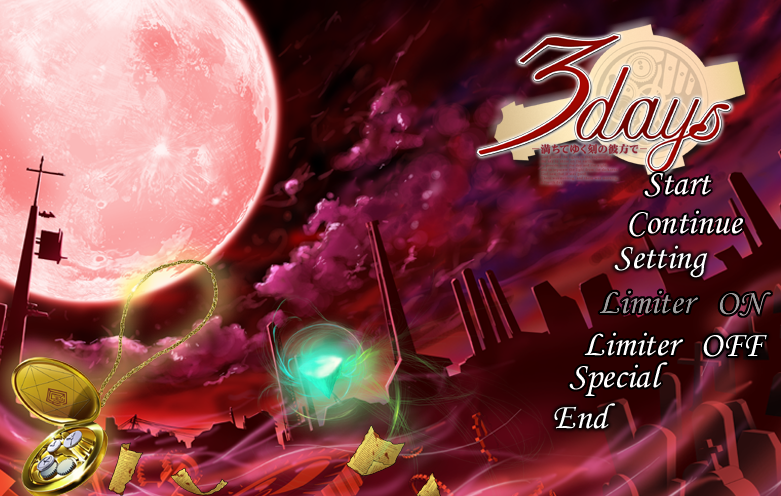 3days
－満ちてゆく刻の彼方で－
Start
Continue
Setting
Limiter ON
Limiter OFF
Special
End